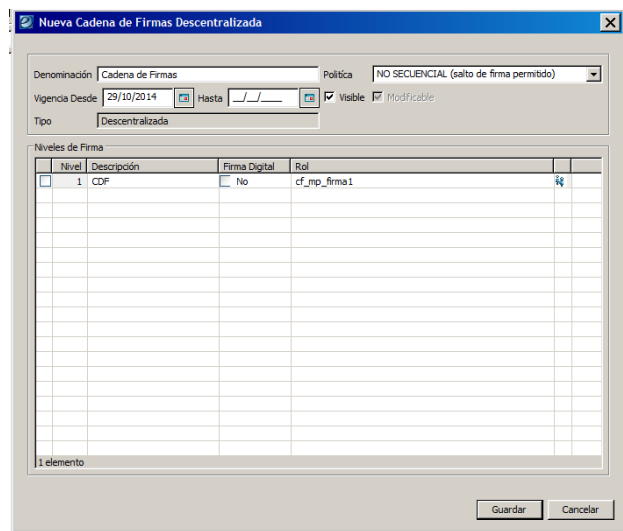 Nueva Cadena de Firmas Descentralizada
Denominación Cadena de Firmas Política NO SECUENCIAL (salto de firma permitido)
Vigencia Desde 29/10/2014 Hasta __/__/____ Visible Modificable
Tipo Descentralizada
Niveles de Firma
Nivel Descripción Firma Digital Rol
1 CDF No cf_mp_firma1
1 elemento
Guardar Cancelar